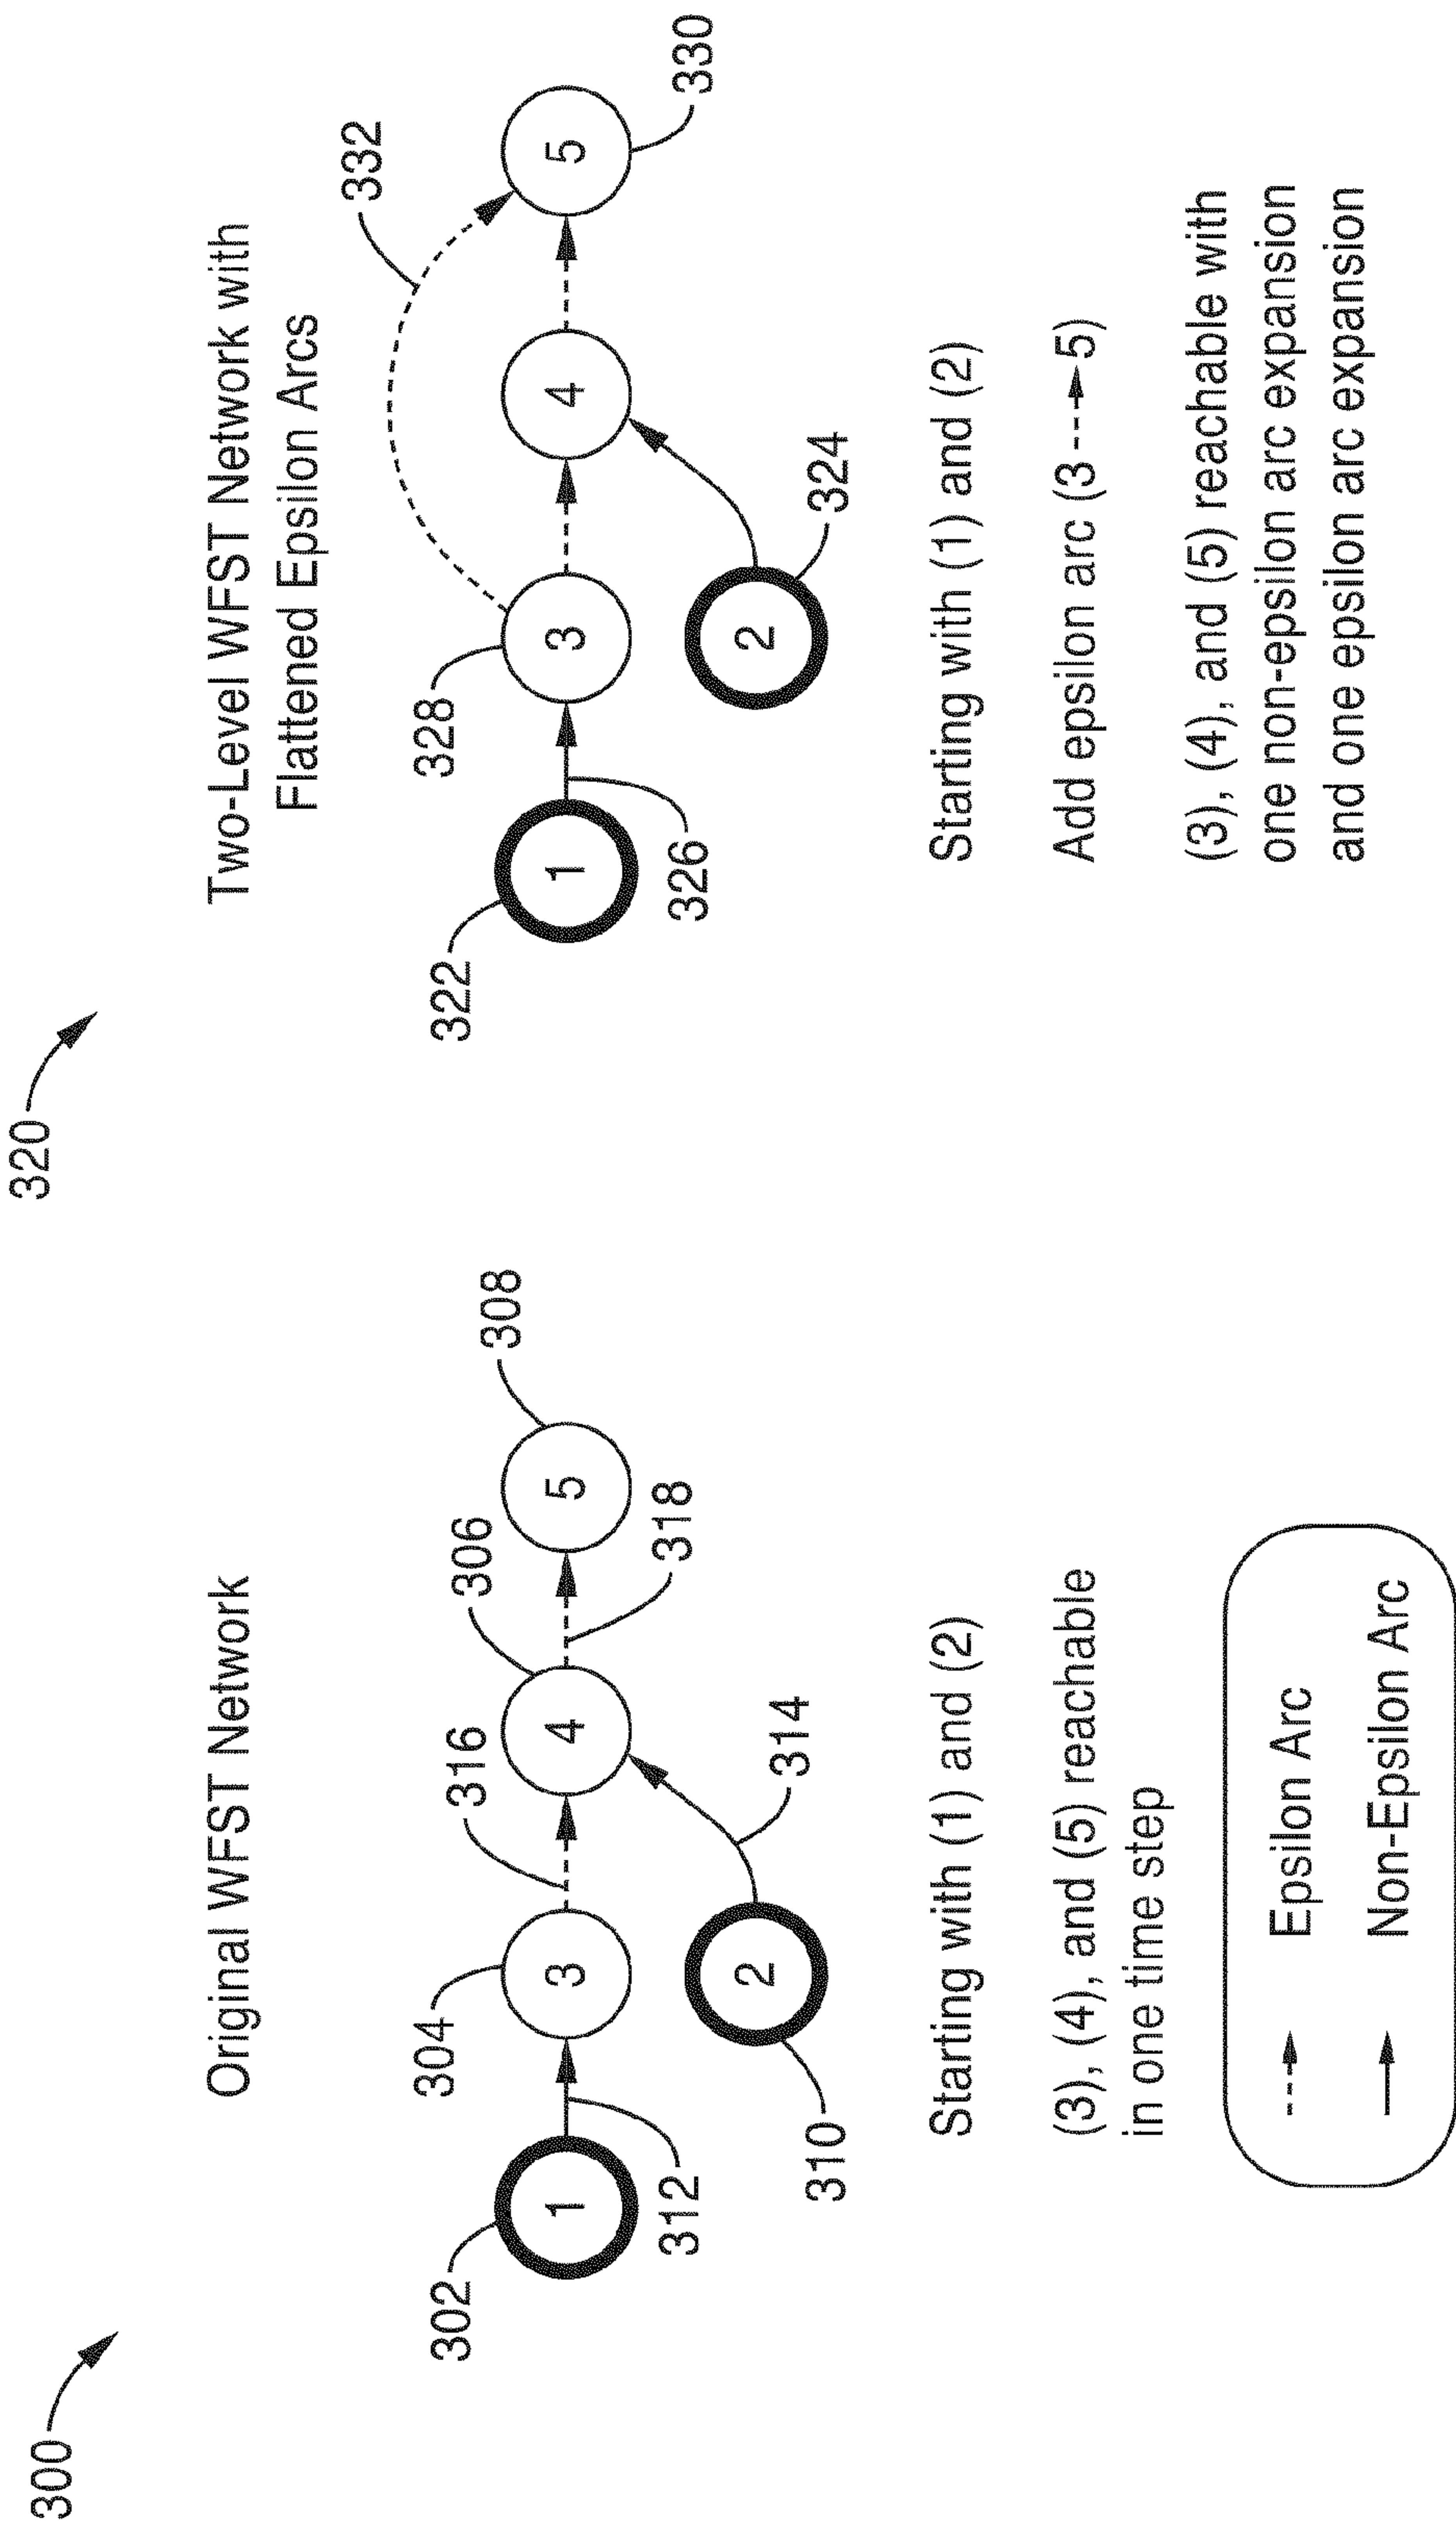 300
Original WFST Network
302
1
312
304
3
316
306
4
318
308
5
310
2
314
Starting with (1) and (2)
(3), (4), and (5) reachable
in one time step
Epsilon Arc
Non-Epsilon Arc
320
Two-Level WFST Network with
Flattened Epsilon Arcs
322
1
326
328
3
4
332
5
330
2
324
Starting with (1) and (2)
Add epsilon arc (3 --→ 5)
(3), (4), and (5) reachable with
one non-epsilon arc expansion
and one epsilon arc expansion